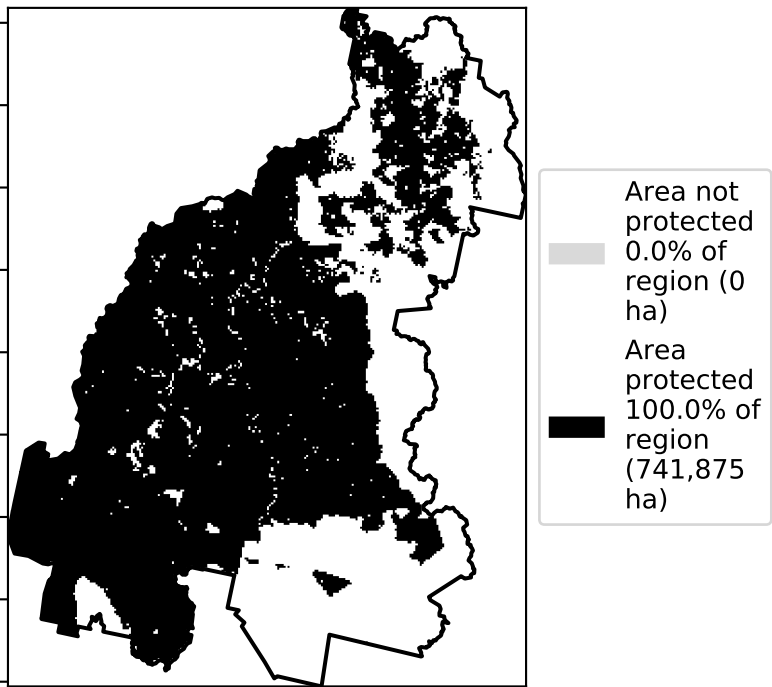 Area not
protected
0.0% of
region (0
ha)
Area
protected
100.0% of
region
(741,875
ha)